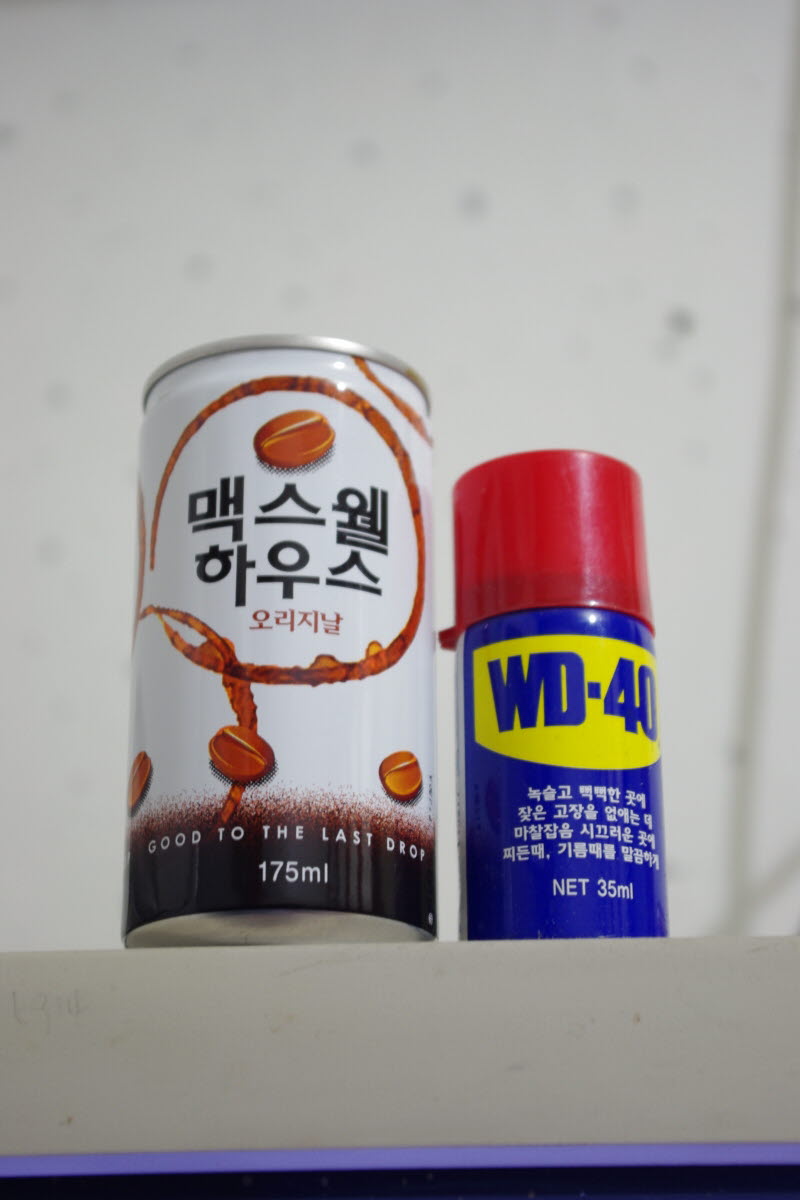 맥스웰
하우스
오리지날
GOOD TO THE LAST DROP
175ml
WD-40
녹슬고 뻑뻑한 곳에
잦은 고장을 없애는 데
마찰잡음 시끄러운 곳에
찌든때, 기름때를 말끔하게
NET 35ml